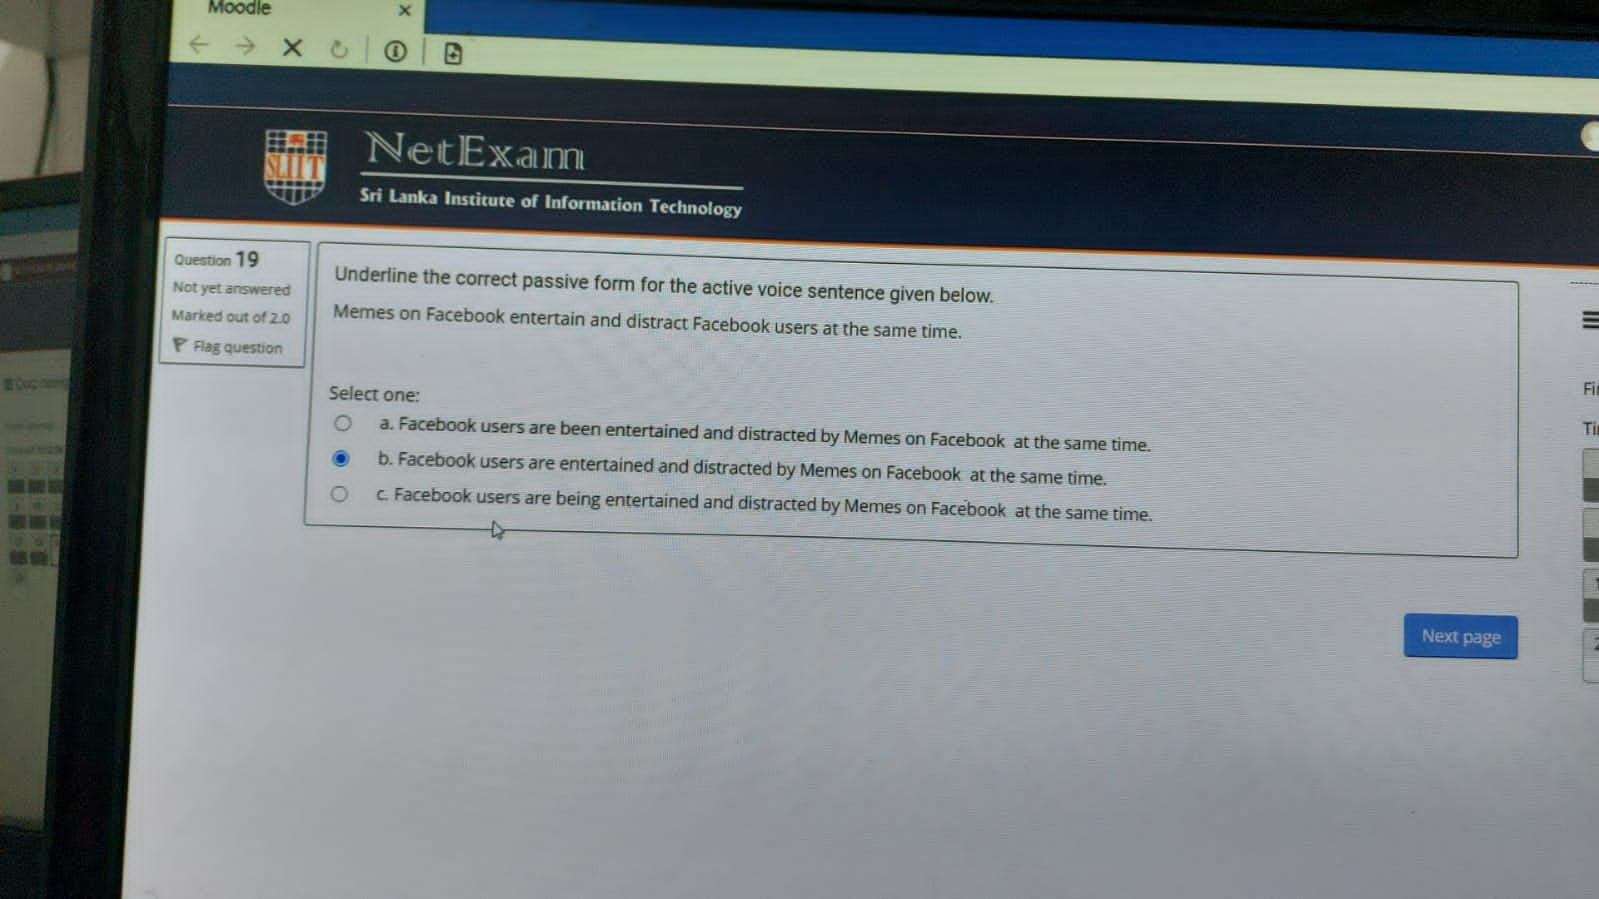 Moodle
SLIIT
NetExam
Sri Lanka Institute of Information Technology
Question 19
Not yet answered
Marked out of 2.0
Flag question
Underline the correct passive form for the active voice sentence given below.
Memes on Facebook entertain and distract Facebook users at the same time.
Select one:
a. Facebook users are been entertained and distracted by Memes on Facebook at the same time.
b. Facebook users are entertained and distracted by Memes on Facebook at the same time.
c. Facebook users are being entertained and distracted by Memes on Facebook at the same time.
Next page